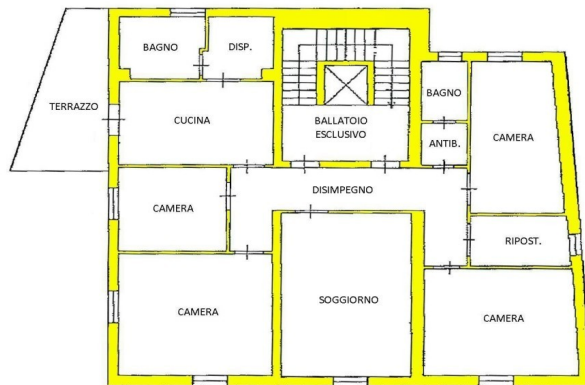 BAGNO
DISP.
TERRAZZO
CUCINA
BALLATOIO
ESCLUSIVO
BAGNO
ANTIB.
CAMERA
CAMERA
DISIMPEGNO
RIPOST.
CAMERA
SOGGIORNO
CAMERA